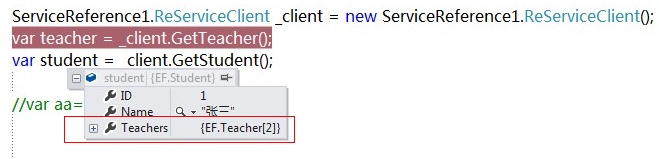 ServiceReference1.ReServiceClient _client = new ServiceReference1.ReServiceClient();
var teacher = _client.GetTeacher();
var student = _client.GetStudent();
student {EF.Student}
ID 1
//var aa=
Name "张三"
Teachers {EF.Teacher[2]}